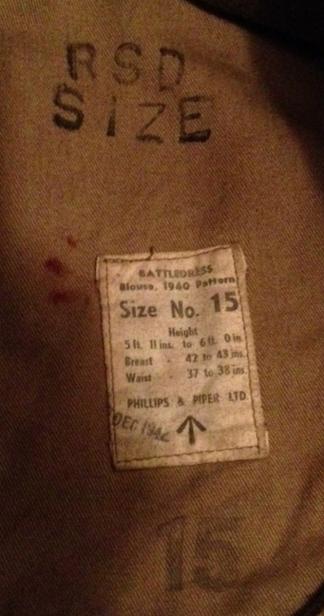 RSD
SIZE
BATTLEDRESS
Blouse, 1940 Pattern
Size No. 15
Height
5 ft. 11 ins. to 6 ft. 0 in.
Breast - 42 to 43 ins.
Waist - 37 to 38 ins.
PHILLIPS & PIPER LTD.
DEC. 1942
15